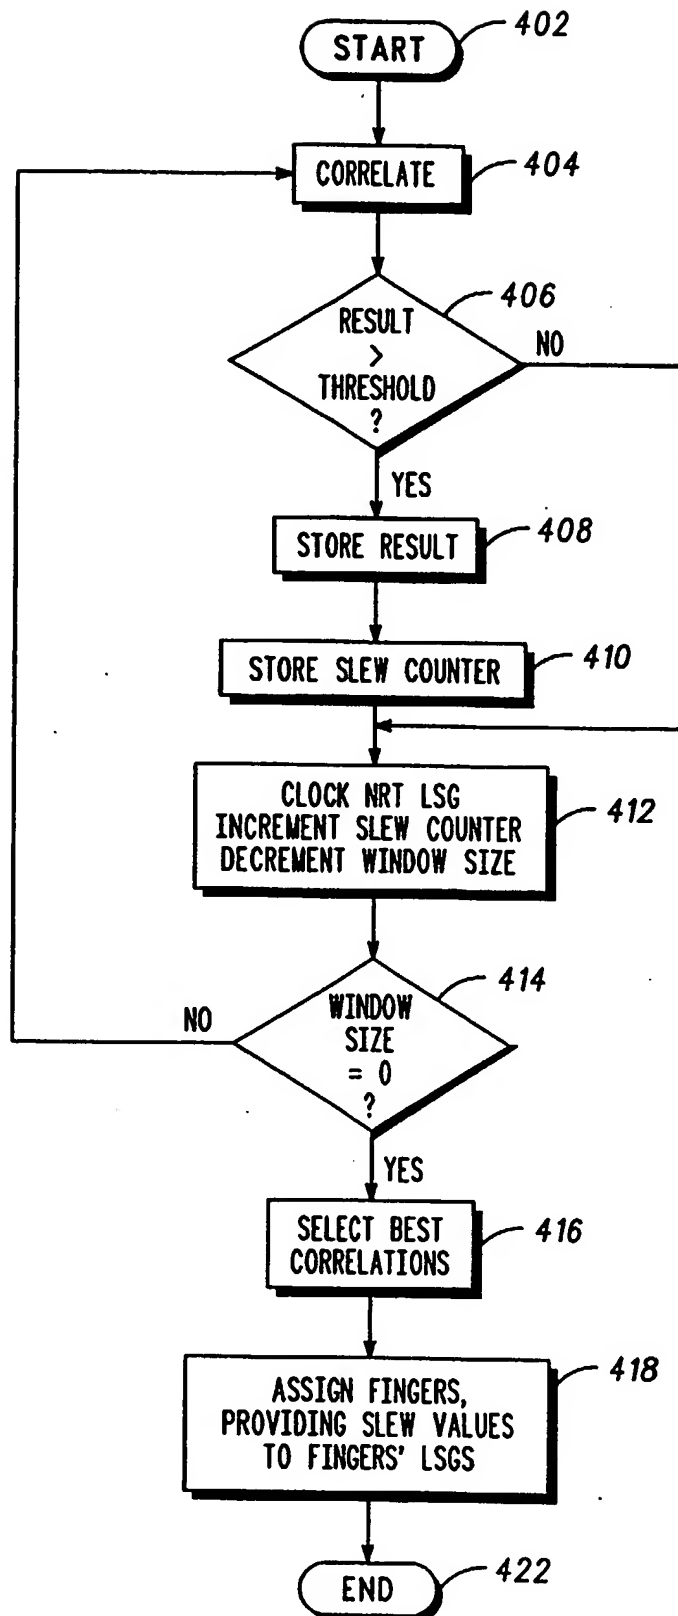 START
402
CORRELATE
404
406
RESULT
>
THRESHOLD
?
NO
YES
STORE RESULT
408
STORE SLEW COUNTER
410
CLOCK NRT LSG
INCREMENT SLEW COUNTER
DECREMENT WINDOW SIZE
412
414
WINDOW
SIZE
= 0
?
NO
YES
SELECT BEST
CORRELATIONS
416
ASSIGN FINGERS,
PROVIDING SLEW VALUES
TO FINGERS' LSGS
418
END
422